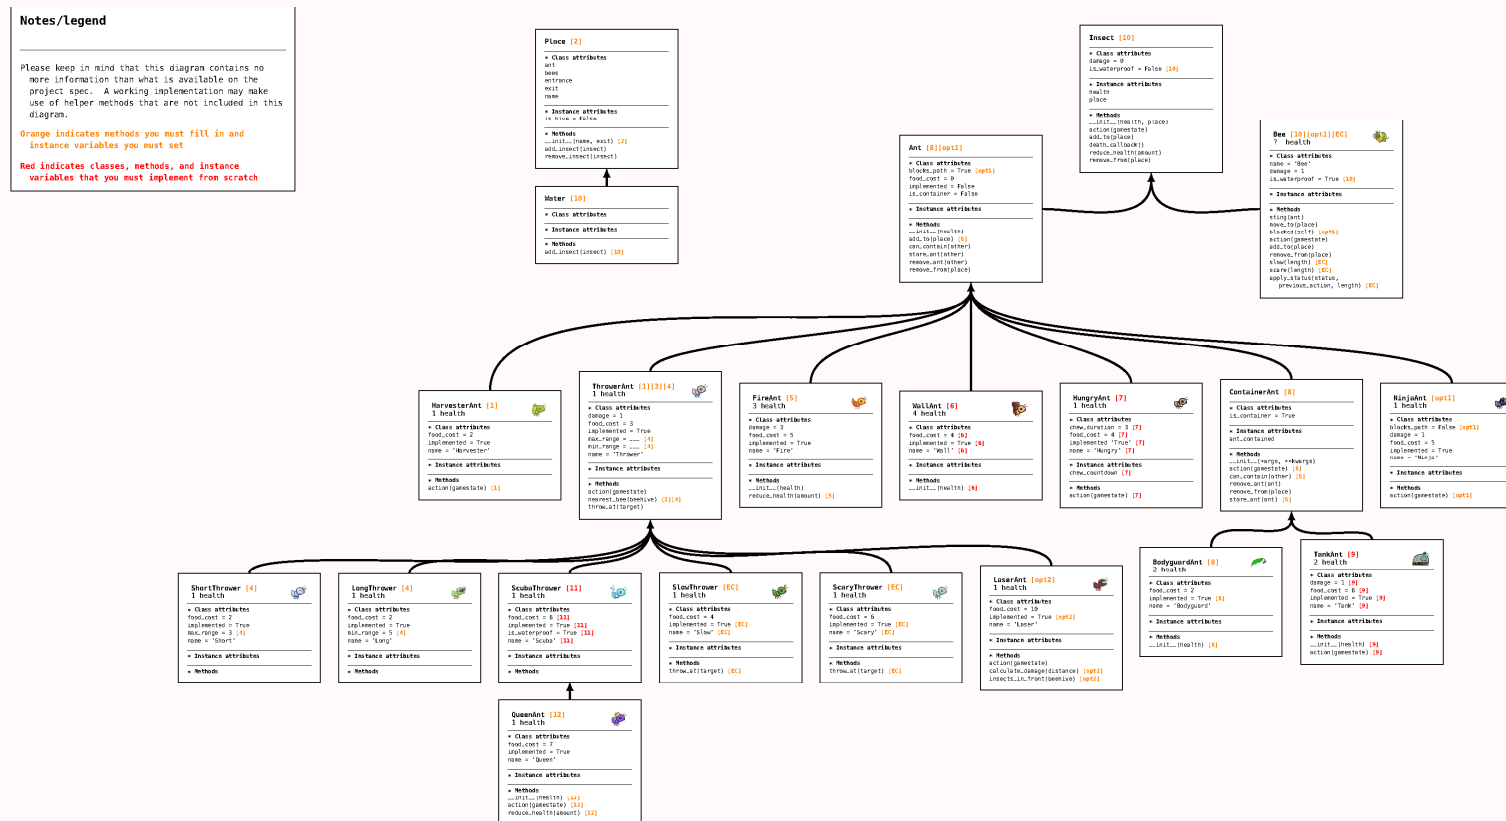 Notes/legend
Please keep in mind that this diagram contains no
more information than what is available on the
project spec.  A working implementation may make
use of helper methods that are not included in this
diagram.
Orange indicates methods you must fill in and
instance variables you must set
Red indicates classes, methods, and instance
variables that you must implement from scratch
Place [2]
* Class attributes
ant
bees
entrance
exit
name
* Instance attributes
is_hive = False
* Methods
__init__(name, exit) [2]
add_insect(insect)
remove_insect(insect)
Water [10]
* Class attributes
* Instance attributes
* Methods
add_insect(insect) [10]
Insect [10]
* Class attributes
damage = 0
is_waterproof = False [10]
* Instance attributes
health
place
* Methods
__init__(health, place)
action(gamestate)
add_to(place)
death_callback()
reduce_health(amount)
remove_from(place)
Ant [8][opt1]
* Class attributes
blocks_path = True [opt1]
food_cost = 0
implemented = False
is_container = False
* Instance attributes
* Methods
__init__(health)
add_to(place) [8]
can_contain(other)
store_ant(other)
remove_ant(other)
remove_from(place)
Bee [10][opt1][EC]
?  health
* Class attributes
name = 'Bee'
damage = 1
is_waterproof = True [10]
* Instance attributes
* Methods
sting(ant)
move_to(place)
blocked(self) [opt1]
action(gamestate)
add_to(place)
remove_from(place)
slow(length) [EC]
scare(length) [EC]
apply_status(status,
previous_action, length) [EC]
HarvesterAnt [1]
1 health
* Class attributes
food_cost = 2
implemented = True
name = 'Harvester'
* Instance attributes
* Methods
action(gamestate) [1]
ThrowerAnt [1][3][4]
1 health
* Class attributes
damage = 1
food_cost = 3
implemented = True
max_range = ___ [4]
min_range = ___ [4]
name = 'Thrower'
* Instance attributes
* Methods
action(gamestate)
nearest_bee(beehive) [3][4]
throw_at(target)
FireAnt [5]
3 health
* Class attributes
damage = 3
food_cost = 5
implemented = True
name = 'Fire'
* Instance attributes
* Methods
__init__(health)
reduce_health(amount) [5]
WallAnt [6]
4 health
* Class attributes
food_cost = 4 [6]
implemented = True [6]
name = 'Wall' [6]
* Instance attributes
* Methods
__init__(health) [6]
HungryAnt [7]
1 health
* Class attributes
chew_duration = 3 [7]
food_cost = 4 [7]
implemented 'True' [7]
name = 'Hungry' [7]
* Instance attributes
chew_countdown [7]
* Methods
action(gamestate) [7]
ContainerAnt [8]
* Class attributes
is_container = True
* Instance attributes
ant_contained
* Methods
__init__(*args, **kwargs)
action(gamestate) [8]
can_contain(other) [8]
remove_ant(ant)
remove_from(place)
store_ant(ant) [8]
NinjaAnt [opt1]
1 health
* Class attributes
blocks_path = False [opt1]
damage = 1
food_cost = 5
implemented = True
name = 'Ninja'
* Instance attributes
* Methods
action(gamestate) [opt1]
ShortThrower [4]
1 health
* Class attributes
food_cost = 2
implemented = True
max_range = 3 [4]
name = 'Short'
* Instance attributes
* Methods
LongThrower [4]
1 health
* Class attributes
food_cost = 2
implemented = True
min_range = 5 [4]
name = 'Long'
* Instance attributes
* Methods
ScubaThrower [11]
1 health
* Class attributes
food_cost = 6 [11]
implemented = True [11]
is_waterproof = True [11]
name = 'Scuba' [11]
* Instance attributes
* Methods
SlowThrower [EC]
1 health
* Class attributes
food_cost = 4
implemented = True [EC]
name = 'Slow' [EC]
* Instance attributes
* Methods
throw_at(target) [EC]
ScaryThrower [EC]
1 health
* Class attributes
food_cost = 6
implemented = True [EC]
name = 'Scary' [EC]
* Instance attributes
* Methods
throw_at(target) [EC]
LaserAnt [opt2]
1 health
* Class attributes
food_cost = 10
implemented = True [opt2]
name = 'Laser'
* Instance attributes
* Methods
action(gamestate)
calculate_damage(distance) [opt2]
insects_in_front(beehive) [opt2]
BodyguardAnt [8]
2 health
* Class attributes
food_cost = 2
implemented = True [8]
name = 'Bodyguard'
* Instance attributes
* Methods
__init__(health) [8]
TankAnt [9]
2 health
* Class attributes
damage = 1 [9]
food_cost = 6 [9]
implemented = True [9]
name = 'Tank' [9]
* Instance attributes
* Methods
__init__(health) [9]
action(gamestate) [9]
QueenAnt [12]
1 health
* Class attributes
food_cost = 7
implemented = True
name = 'Queen'
* Instance attributes
* Methods
__init__(health) [12]
action(gamestate) [12]
reduce_health(amount) [12]